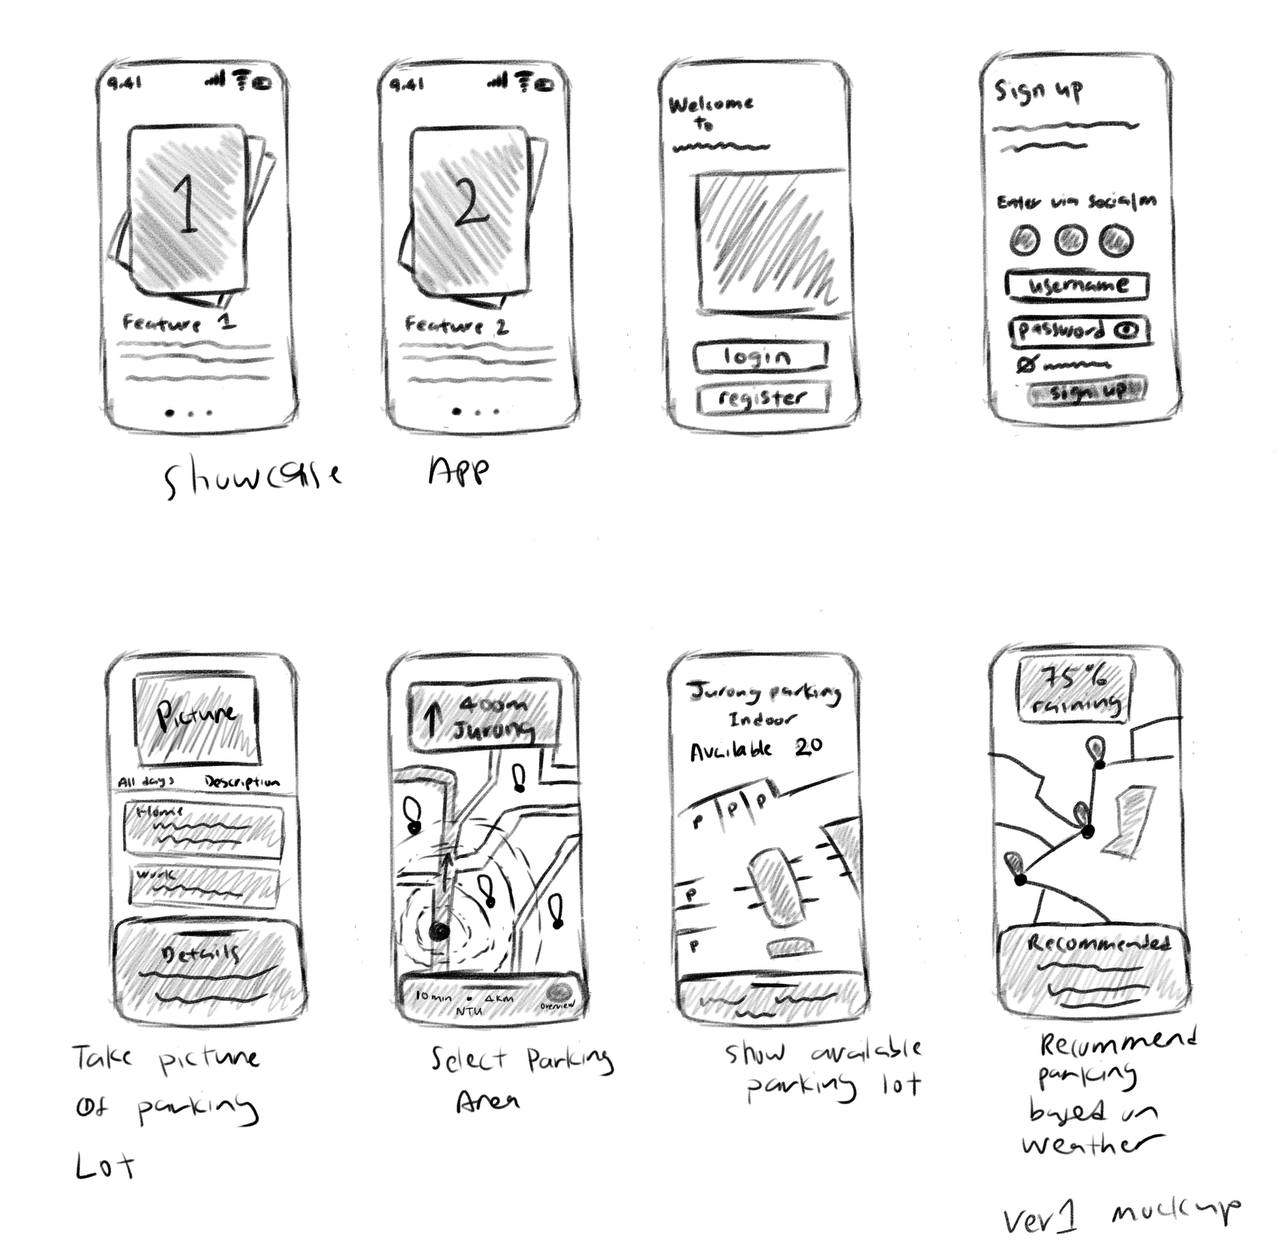 9:41
1
Feature 1
9:41
2
Feature 2
Showcase App
Welcome
to
login
register
Sign up
Enter via social m
username
password
sign up
Picture
All days Description
Home
Work
Details
Take picture
Of parking
Lot
400m
Jurong
10 min • 4km
NTU
Overview
Select Parking
Area
Jurong parking
Indoor
Available 20
P P P
P
P
Show available
parking lot
75%
raining
Recommended
Recommend
parking
based on
weather
Ver1 mockup